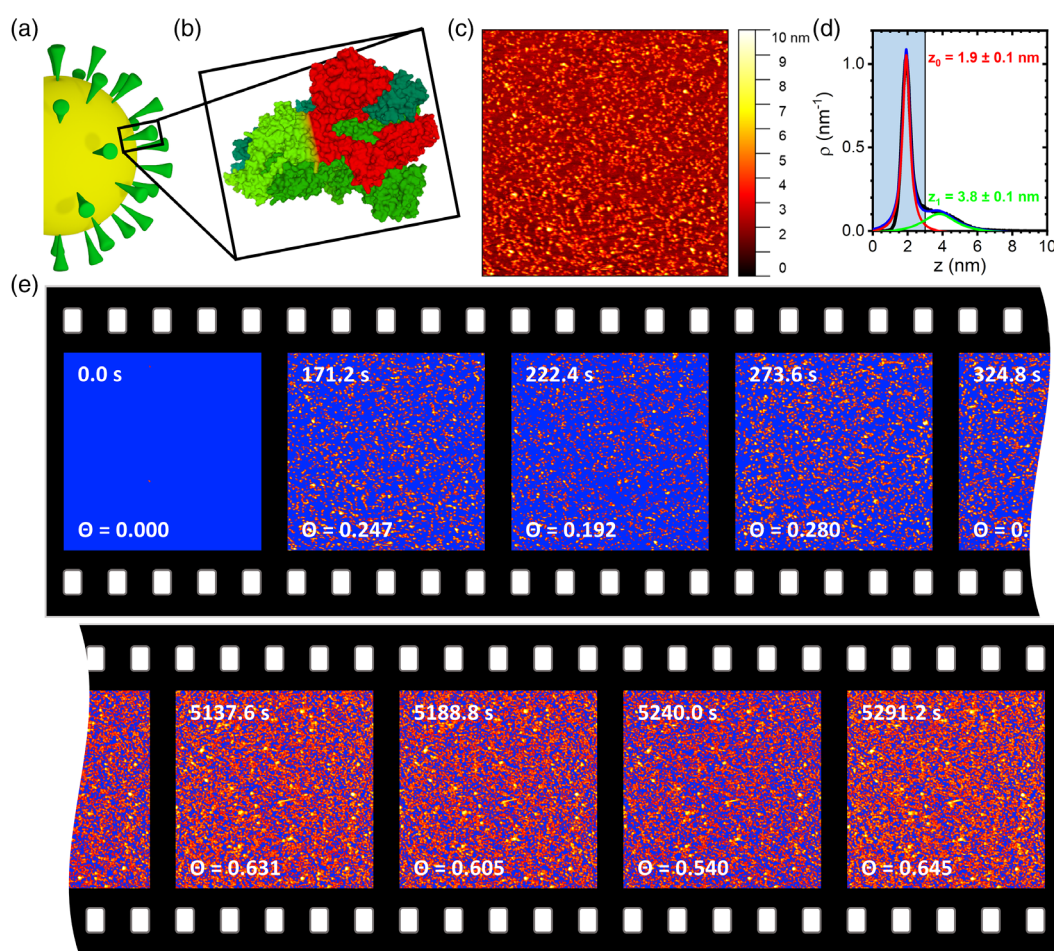 (a)
(b)
(c)
10 nm
9
8
7
6
5
4
3
2
1
0
(d)
1.0
0.5
0.0
ρ (nm⁻¹)
z₀ = 1.9 ± 0.1 nm
z₁ = 3.8 ± 0.1 nm
0 2 4 6 8 10
z (nm)
(e)
0.0 s
Θ = 0.000
171.2 s
Θ = 0.247
222.4 s
Θ = 0.192
273.6 s
Θ = 0.280
324.8 s
Θ = 0.
5137.6 s
Θ = 0.631
5188.8 s
Θ = 0.605
5240.0 s
Θ = 0.540
5291.2 s
Θ = 0.645